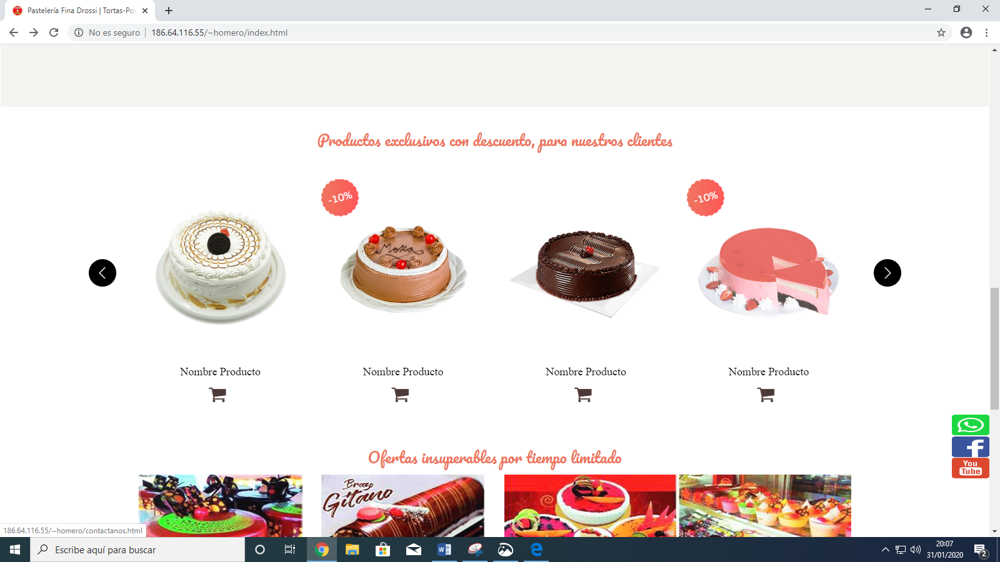 Pastelería Fina Drossi | Tortas-Pos
No es seguro
186.64.116.55/~homero/index.html
Productos exclusivos con descuento, para nuestros clientes
-10%
-10%
Moka
Nombre Producto
Nombre Producto
Nombre Producto
Nombre Producto
Ofertas insuperables por tiempo limitado
You
Tube
Brazo
Gitano
186.64.116.55/~homero/contactanos.html
Escribe aquí para buscar
20:07
31/01/2020
2